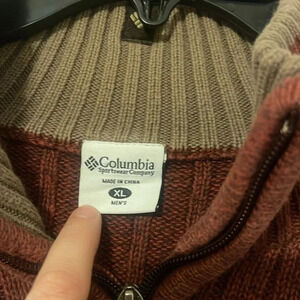 Columbia
Sportswear Company
MADE IN CHINA
XL
MEN'S